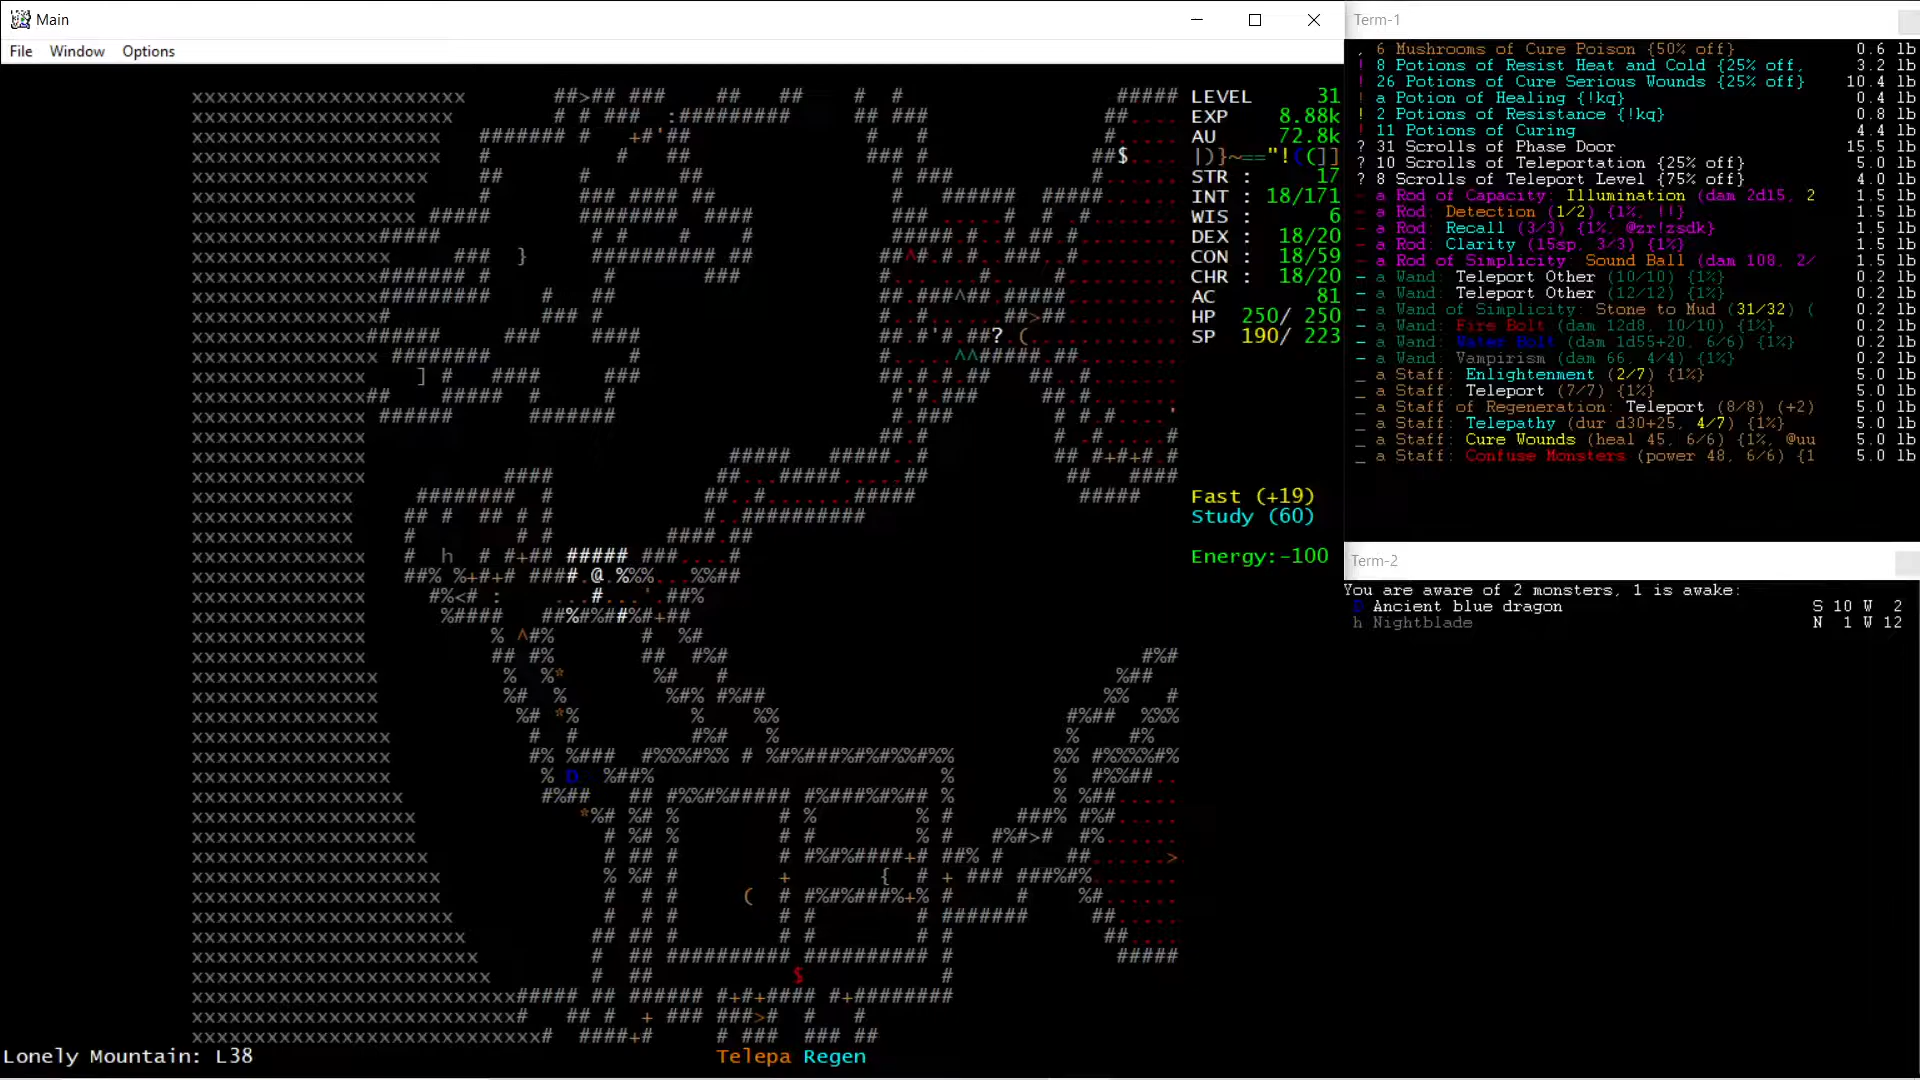 Main
File Window Options
LEVEL 31
EXP 8.88k
AU 72.8k
|)}~=="!((]]
STR : 17
INT : 18/171
WIS : 6
DEX : 18/20
CON : 18/59
CHR : 18/20
AC 81
HP 250/ 250
SP 190/ 223
Fast (+19)
Study (60)
Energy:-100
Lonely Mountain: L38
Telepa Regen
Term-1
, 6 Mushrooms of Cure Poison {50% off} 0.6 lb
! 8 Potions of Resist Heat and Cold {25% off, 3.2 lb
! 26 Potions of Cure Serious Wounds {25% off} 10.4 lb
! a Potion of Healing {!kq} 0.4 lb
! 2 Potions of Resistance {!kq} 0.8 lb
! 11 Potions of Curing 4.4 lb
? 31 Scrolls of Phase Door 15.5 lb
? 10 Scrolls of Teleportation {25% off} 5.0 lb
? 8 Scrolls of Teleport Level {75% off} 4.0 lb
- a Rod of Capacity: Illumination (dam 2d15, 2 1.5 lb
- a Rod: Detection (1/2) {1%, !!} 1.5 lb
- a Rod: Recall (3/3) {1%, @zr!zsdk} 1.5 lb
- a Rod: Clarity (15sp, 3/3) {1%} 1.5 lb
- a Rod of Simplicity: Sound Ball (dam 108, 2/ 1.5 lb
- a Wand: Teleport Other (10/10) {1%} 0.2 lb
- a Wand: Teleport Other (12/12) {1%} 0.2 lb
- a Wand of Simplicity: Stone to Mud (31/32) ( 0.2 lb
- a Wand: Fire Bolt (dam 12d8, 10/10) {1%} 0.2 lb
- a Wand: Water Bolt (dam 1d55+20, 6/6) {1%} 0.2 lb
- a Wand: Vampirism (dam 66, 4/4) {1%} 0.2 lb
_ a Staff: Enlightenment (2/7) {1%} 5.0 lb
_ a Staff: Teleport (7/7) {1%} 5.0 lb
_ a Staff of Regeneration: Teleport (8/8) (+2) 5.0 lb
_ a Staff: Telepathy (dur d30+25, 4/7) {1%} 5.0 lb
_ a Staff: Cure Wounds (heal 45, 6/6) {1%, @uu 5.0 lb
_ a Staff: Confuse Monsters (power 48, 6/6) {1 5.0 lb
Term-2
You are aware of 2 monsters, 1 is awake:
D Ancient blue dragon S 10 W 2
h Nightblade N 1 W 12